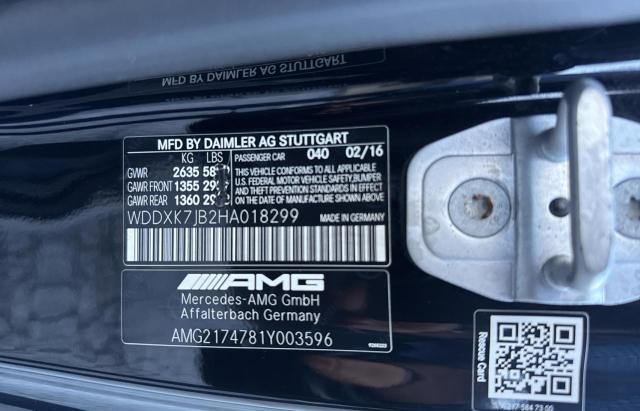 MFD BY DAIMLER AG STUTTGART
MFD BY DAIMLER AG STUTTGART
KG LBS
GVWR 2635
GAWR FRONT 1355
GAWR REAR 1360
PASSENGER CAR 040 02/16
THIS VEHICLE CONFORMS TO ALL APPLICABLE
U.S. FEDERAL MOTOR VEHICLE SAFETY, BUMPER
AND THEFT PREVENTION STANDARDS IN EFFECT
ON THE DATE OF MANUFACTURE SHOWN ABOVE.
WDDXK7JB2HA018299 MADE IN GERMANY
AMG
Mercedes-AMG GmbH
Affalterbach Germany
AMG2174781Y003596
Rescue Card